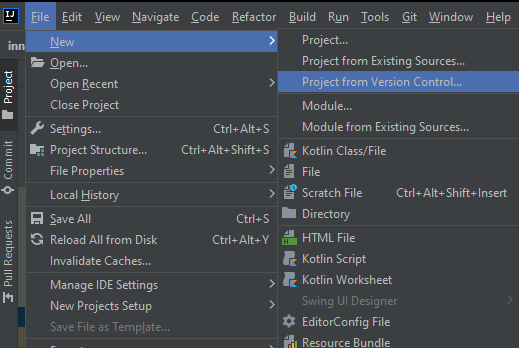 IJ File Edit View Navigate Code Refactor Build Run Tools Git Window Help
inn
Project
Commit
Pull Requests
New
Open...
Open Recent
Close Project
Settings... Ctrl+Alt+S
Project Structure... Ctrl+Alt+Shift+S
File Properties
Local History
Save All Ctrl+S
Reload All from Disk Ctrl+Alt+Y
Invalidate Caches...
Manage IDE Settings
New Projects Setup
Save File as Template...
Project...
Project from Existing Sources...
Project from Version Control...
Module...
Module from Existing Sources...
Kotlin Class/File
File
Scratch File Ctrl+Alt+Shift+Insert
Directory
HTML File
Kotlin Script
Kotlin Worksheet
Swing UI Designer
EditorConfig File
Resource Bundle